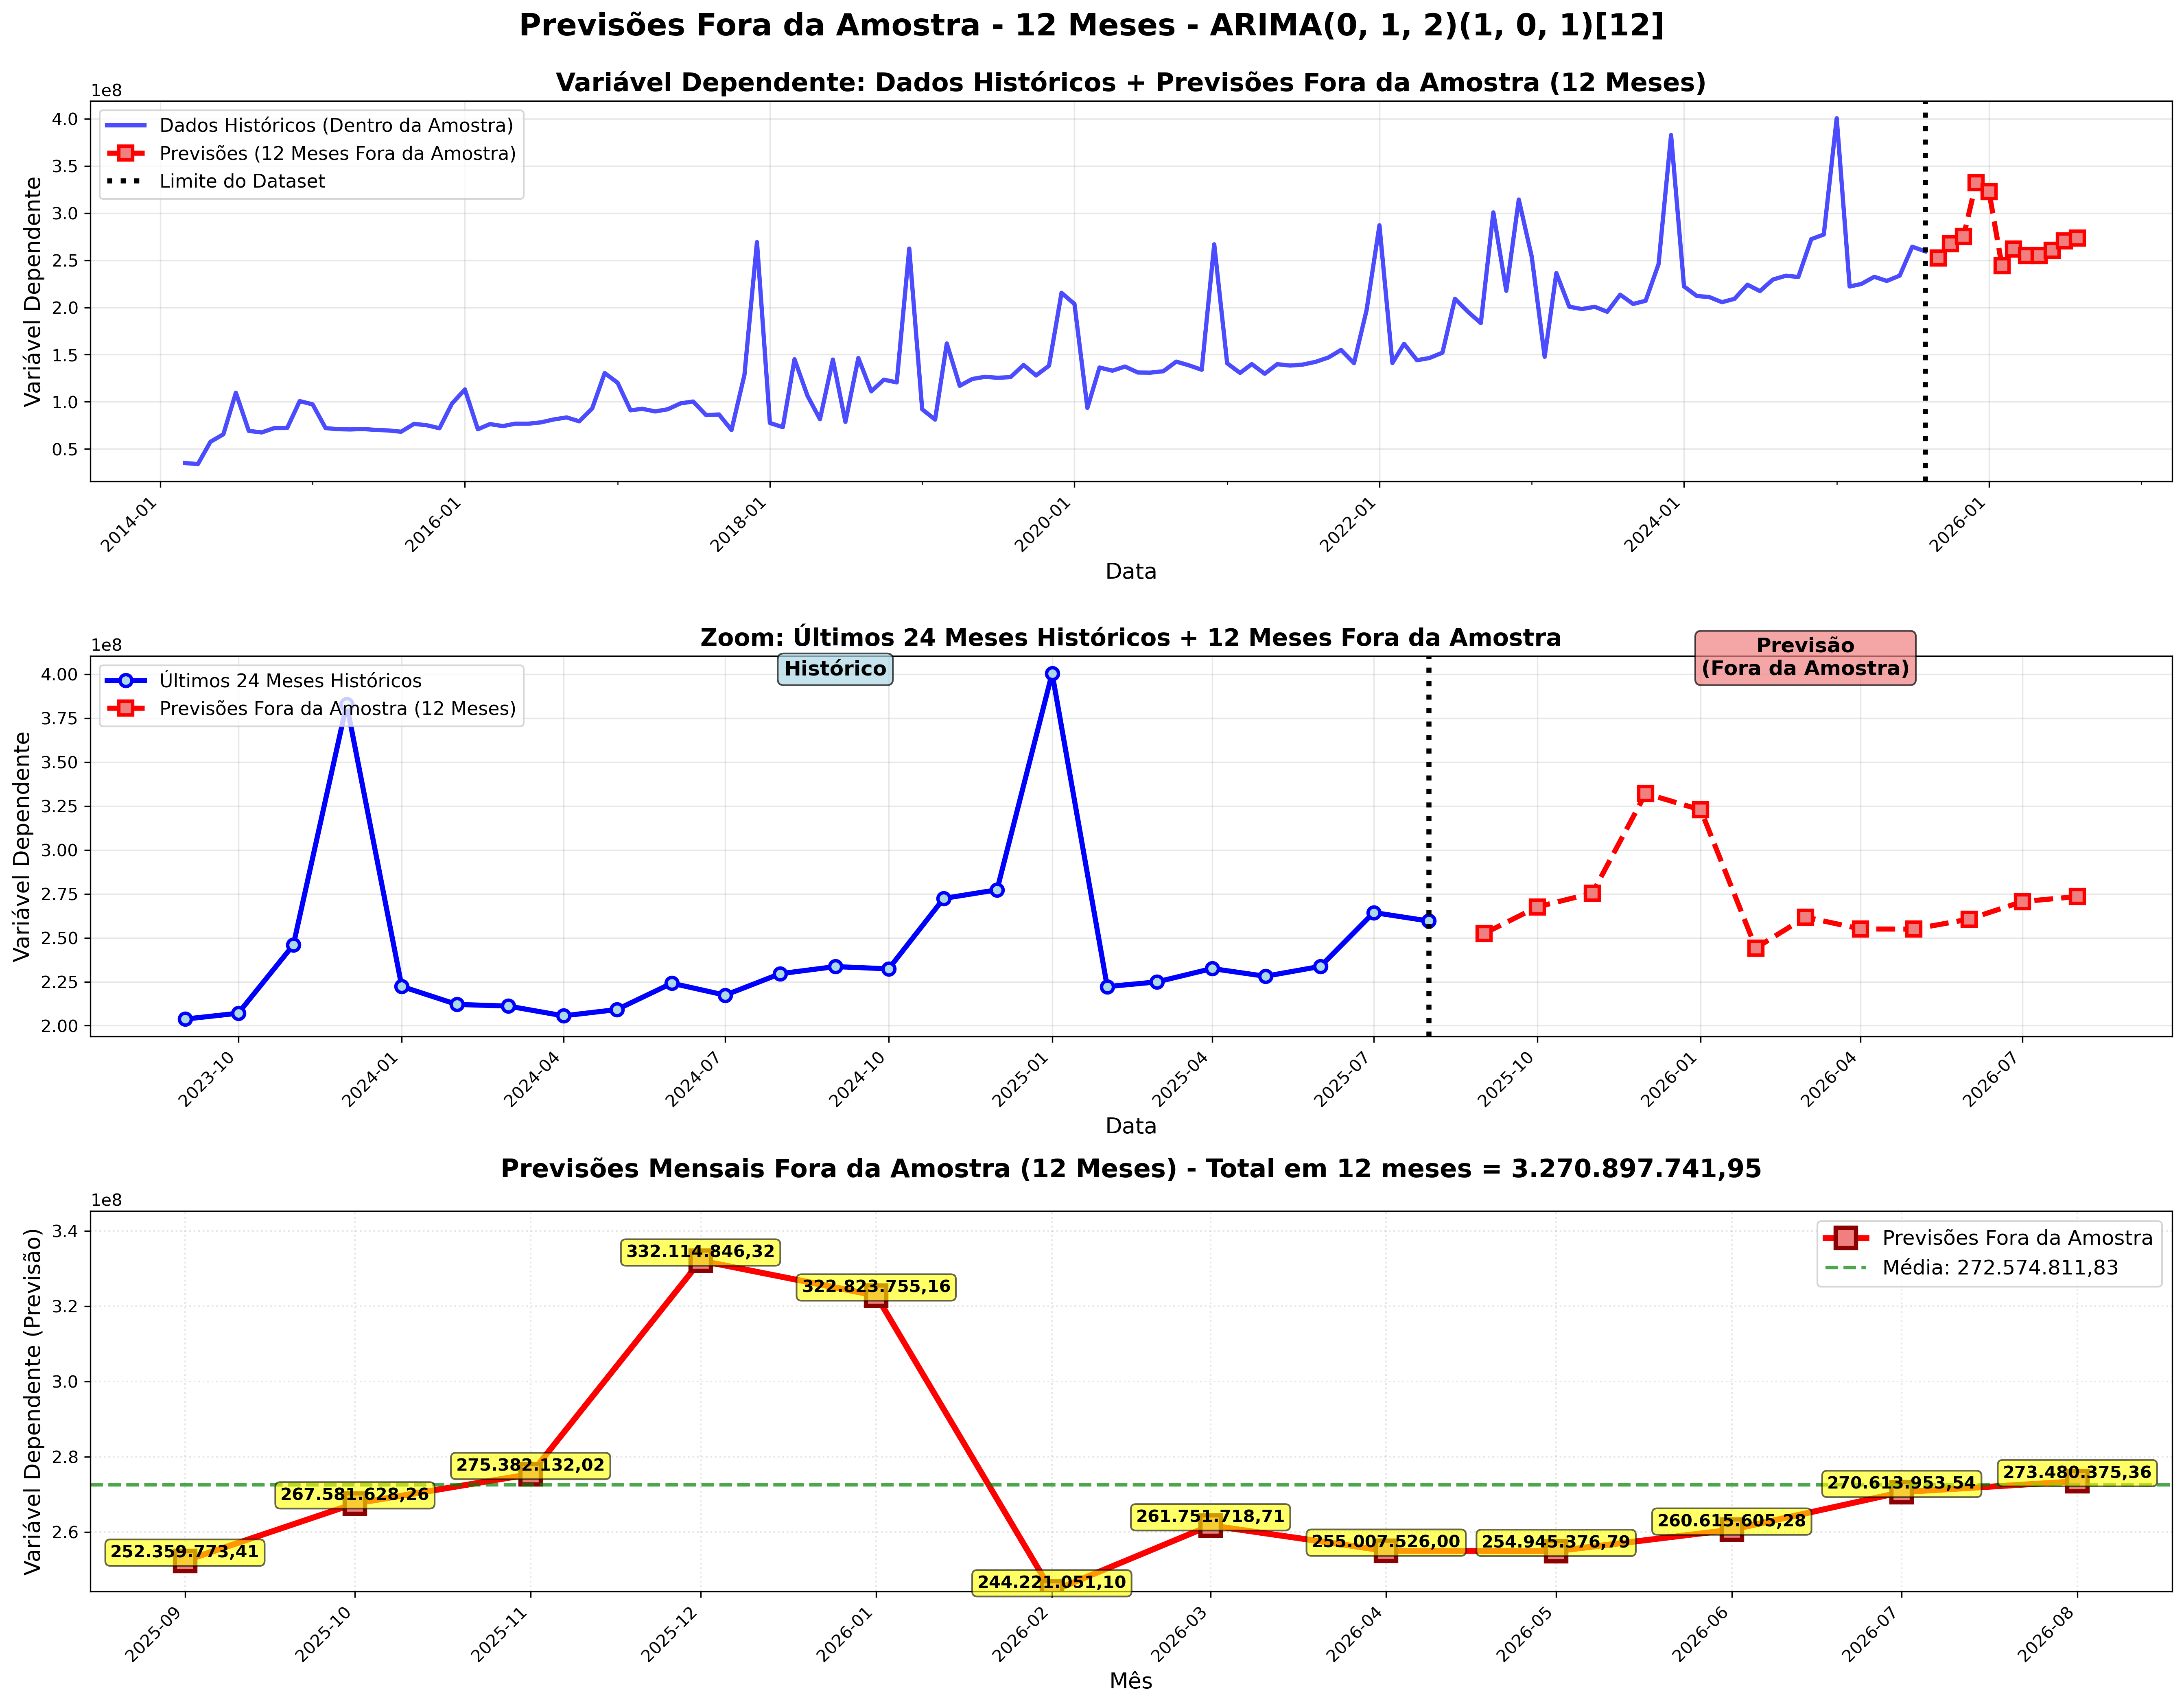 Previsões Fora da Amostra - 12 Meses - ARIMA(0, 1, 2)(1, 0, 1)[12]
Variável Dependente: Dados Históricos + Previsões Fora da Amostra (12 Meses)
1e8
Dados Históricos (Dentro da Amostra)
Previsões (12 Meses Fora da Amostra)
Limite do Dataset
Variável Dependente
4.0
3.5
3.0
2.5
2.0
1.5
1.0
0.5
2014-01
2016-01
2018-01
2020-01
2022-01
2024-01
2026-01
Data
Zoom: Últimos 24 Meses Históricos + 12 Meses Fora da Amostra
1e8
Últimos 24 Meses Históricos
Previsões Fora da Amostra (12 Meses)
Histórico
Previsão
(Fora da Amostra)
Variável Dependente
4.00
3.75
3.50
3.25
3.00
2.75
2.50
2.25
2.00
2023-10
2024-01
2024-04
2024-07
2024-10
2025-01
2025-04
2025-07
2025-10
2026-01
2026-04
2026-07
Data
Previsões Mensais Fora da Amostra (12 Meses) - Total em 12 meses = 3.270.897.741,95
1e8
Previsões Fora da Amostra
Média: 272.574.811,83
Variável Dependente (Previsão)
3.4
3.2
3.0
2.8
2.6
252.359.773,41
267.581.628,26
275.382.132,02
332.114.846,32
322.823.755,16
244.221.051,10
261.751.718,71
255.007.526,00
254.945.376,79
260.615.605,28
270.613.953,54
273.480.375,36
2025-09
2025-10
2025-11
2025-12
2026-01
2026-02
2026-03
2026-04
2026-05
2026-06
2026-07
2026-08
Mês